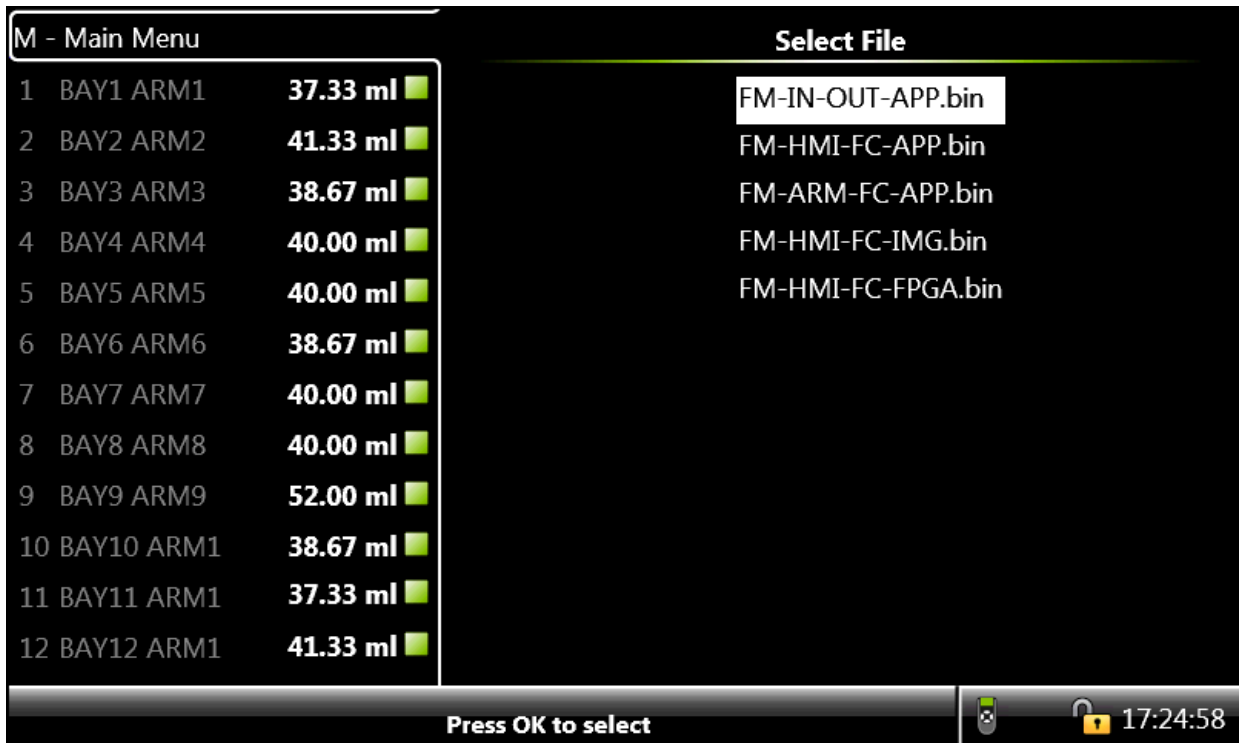 M - Main Menu
1 BAY1 ARM1 37.33 ml
2 BAY2 ARM2 41.33 ml
3 BAY3 ARM3 38.67 ml
4 BAY4 ARM4 40.00 ml
5 BAY5 ARM5 40.00 ml
6 BAY6 ARM6 38.67 ml
7 BAY7 ARM7 40.00 ml
8 BAY8 ARM8 40.00 ml
9 BAY9 ARM9 52.00 ml
10 BAY10 ARM1 38.67 ml
11 BAY11 ARM1 37.33 ml
12 BAY12 ARM1 41.33 ml
Select File
FM-IN-OUT-APP.bin
FM-HMI-FC-APP.bin
FM-ARM-FC-APP.bin
FM-HMI-FC-IMG.bin
FM-HMI-FC-FPGA.bin
Press OK to select
17:24:58